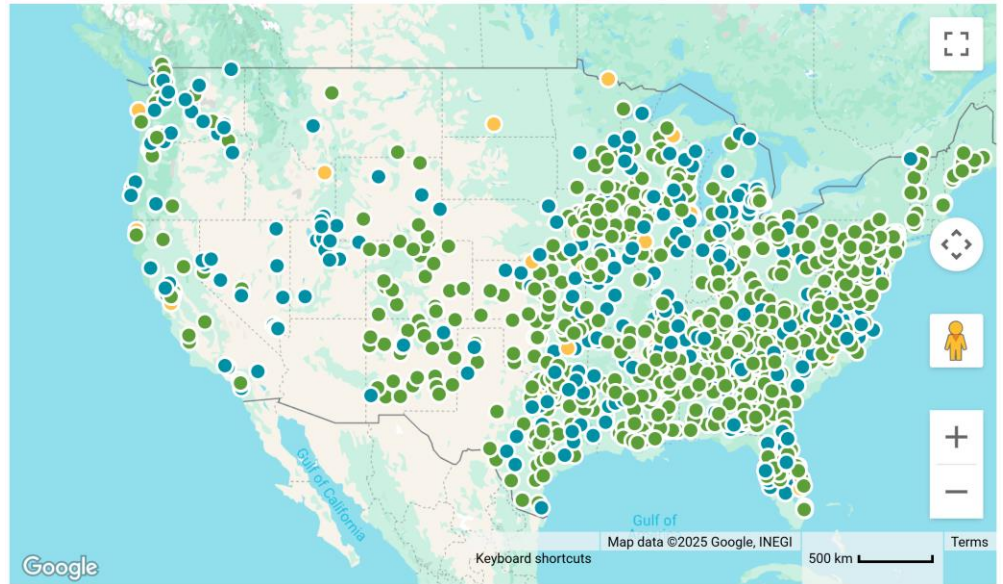 Gulf of California
Gulf of
Map data ©2025 Google, INEGI
Terms
Keyboard shortcuts
500 km
Google